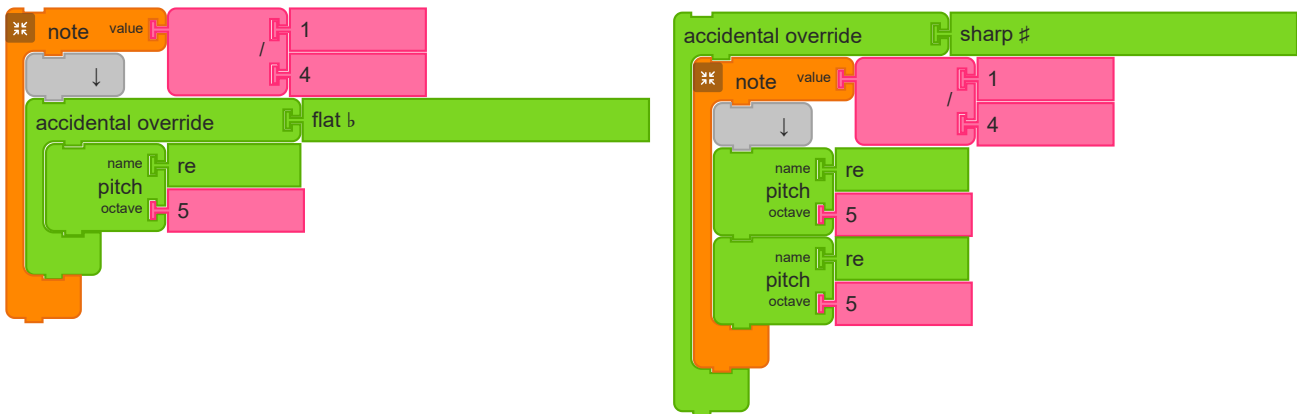 note value 1
/
↓ 4
accidental override flat ♭
name re
pitch
octave 5
accidental override sharp ♯
note value 1
/
↓ 4
name re
pitch
octave 5
name re
pitch
octave 5